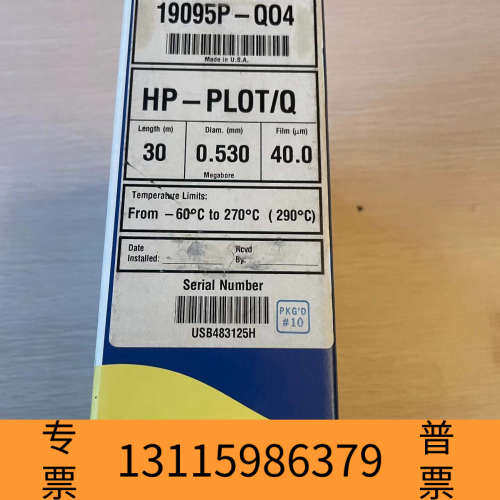 19095P-QO4
Made in U.S.A.
HP-PLOT/Q
Length (m) Diam. (mm) Film (µm)
30 0.530 40.0
Megabore
Temperature Limits:
From -60°C to 270°C (290°C)
Date Rcvd
Installed: By:
Serial Number
PKG'D
#10
USB483125H
专票 13115986379 普票